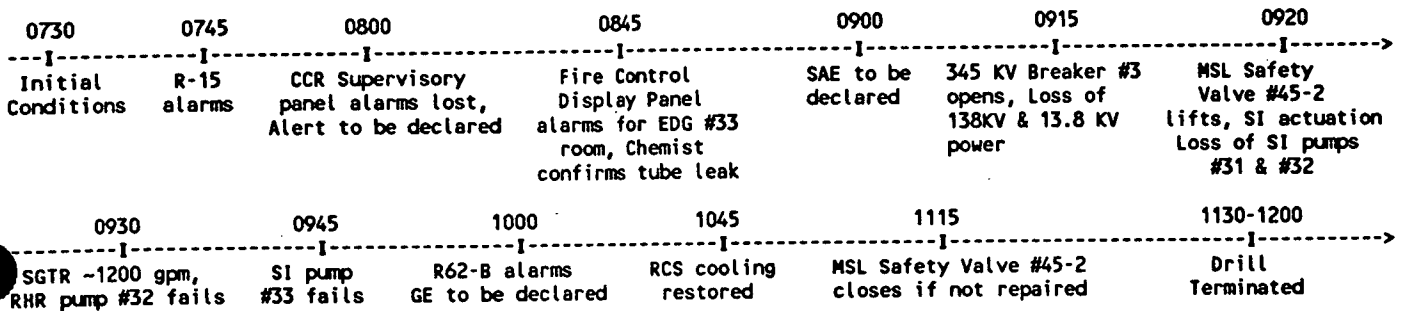 0730 0745 0800 0845 0900 0915 0920
---I---I---I---I---I---I---I--->
Initial R-15 CCR Supervisory Fire Control SAE to be 345 KV Breaker #3 MSL Safety
Conditions alarms panel alarms lost, Display Panel declared opens, Loss of Valve #45-2
Alert to be declared alarms for EDG #33 138KV & 13.8 KV lifts, SI actuation
room, Chemist power Loss of SI pumps
confirms tube leak #31 & #32
0930 0945 1000 1045 1115 1130-1200
---I---I---I---I---I---I--->
SGTR ~1200 gpm, SI pump R62-B alarms RCS cooling MSL Safety Valve #45-2 Drill
RHR pump #32 fails #33 fails GE to be declared restored closes if not repaired Terminated